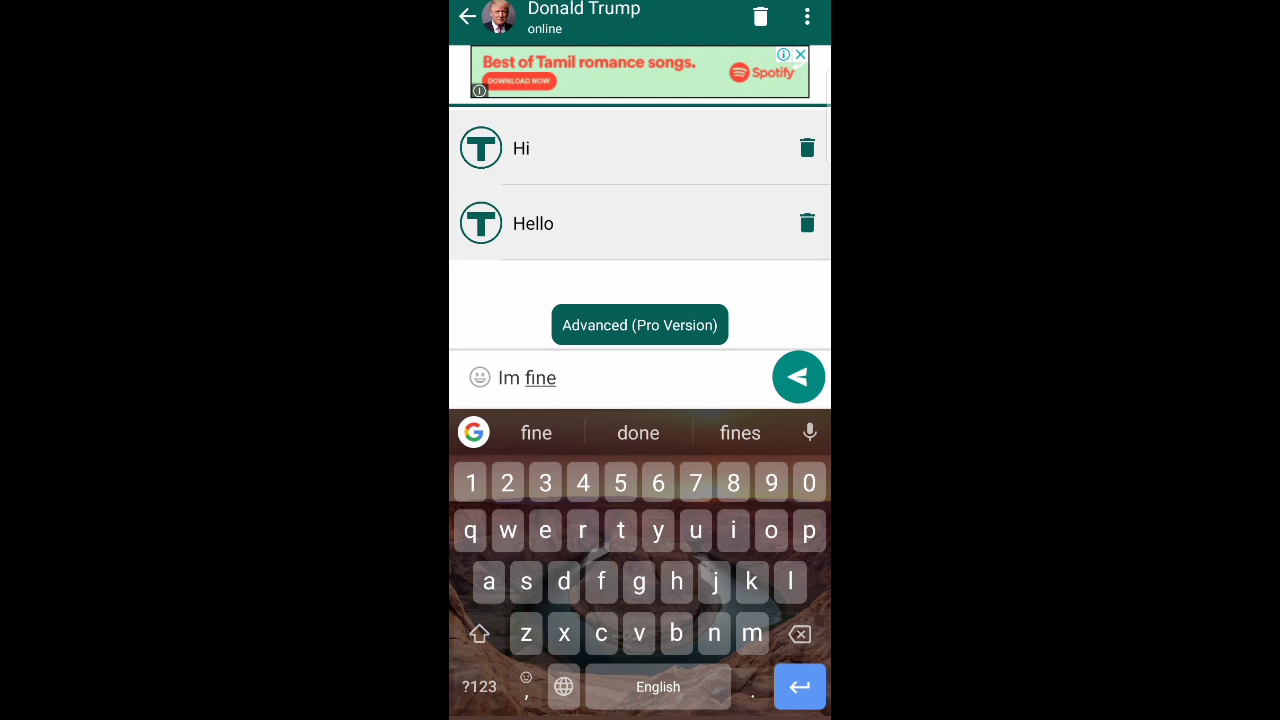 Donald Trump
online
Best of Tamil romance songs.
DOWNLOAD NOW
Spotify
T Hi
T Hello
Advanced (Pro Version)
Im fine
G fine done fines
1 2 3 4 5 6 7 8 9 0
q w e r t y u i o p
a s d f g h j k l
z x c v b n m
?123 , English .